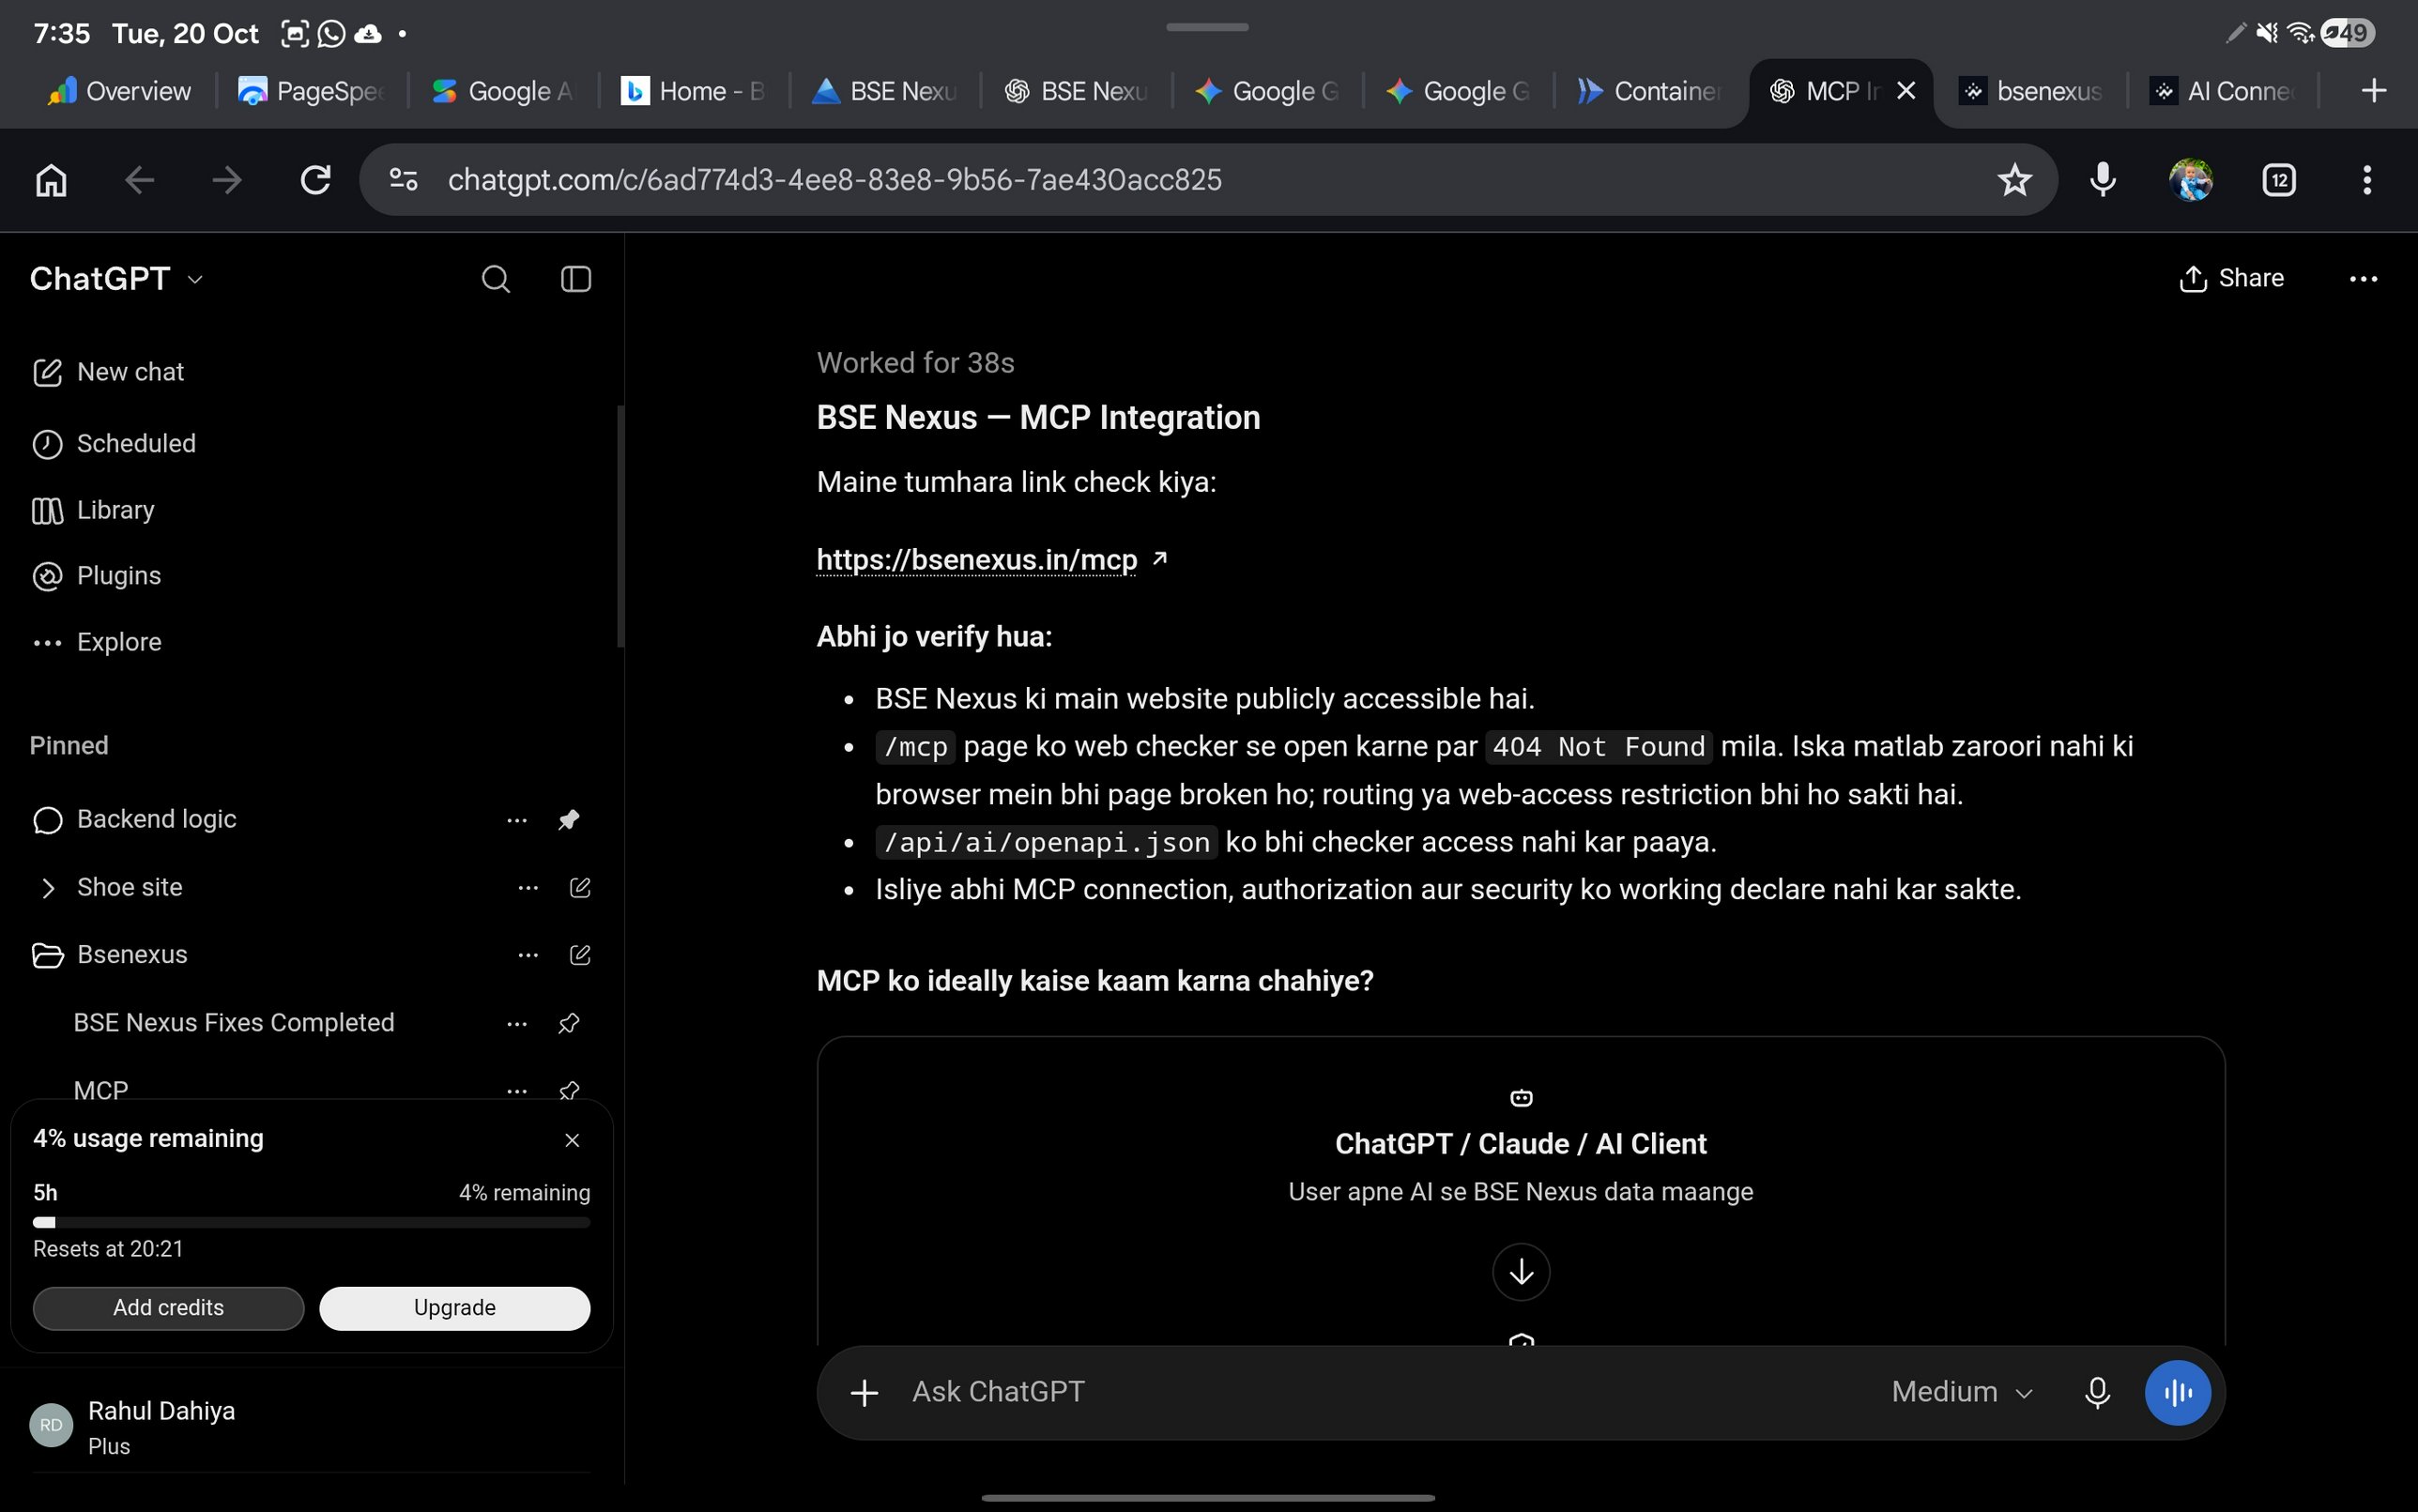 7:35 Tue, 20 Oct
49
Overview
PageSpee
Google A
Home - B
BSE Nexu
BSE Nexu
Google G
Google G
Container
MCP In
bsenexus
AI Conne
chatgpt.com/c/6ad774d3-4ee8-83e8-9b56-7ae430acc825
12
ChatGPT
Share
New chat
Scheduled
Library
Plugins
Explore
Pinned
Backend logic
Shoe site
Bsenexus
BSE Nexus Fixes Completed
MCP
4% usage remaining
5h 4% remaining
Resets at 20:21
Add credits Upgrade
RD
Rahul Dahiya
Plus
Worked for 38s
BSE Nexus — MCP Integration
Maine tumhara link check kiya:
https://bsenexus.in/mcp
Abhi jo verify hua:
BSE Nexus ki main website publicly accessible hai.
/mcp page ko web checker se open karne par 404 Not Found mila. Iska matlab zaroori nahi ki
browser mein bhi page broken ho; routing ya web-access restriction bhi ho sakti hai.
/api/ai/openapi.json ko bhi checker access nahi kar paaya.
Isliye abhi MCP connection, authorization aur security ko working declare nahi kar sakte.
MCP ko ideally kaise kaam karna chahiye?
ChatGPT / Claude / AI Client
User apne AI se BSE Nexus data maange
Ask ChatGPT
Medium